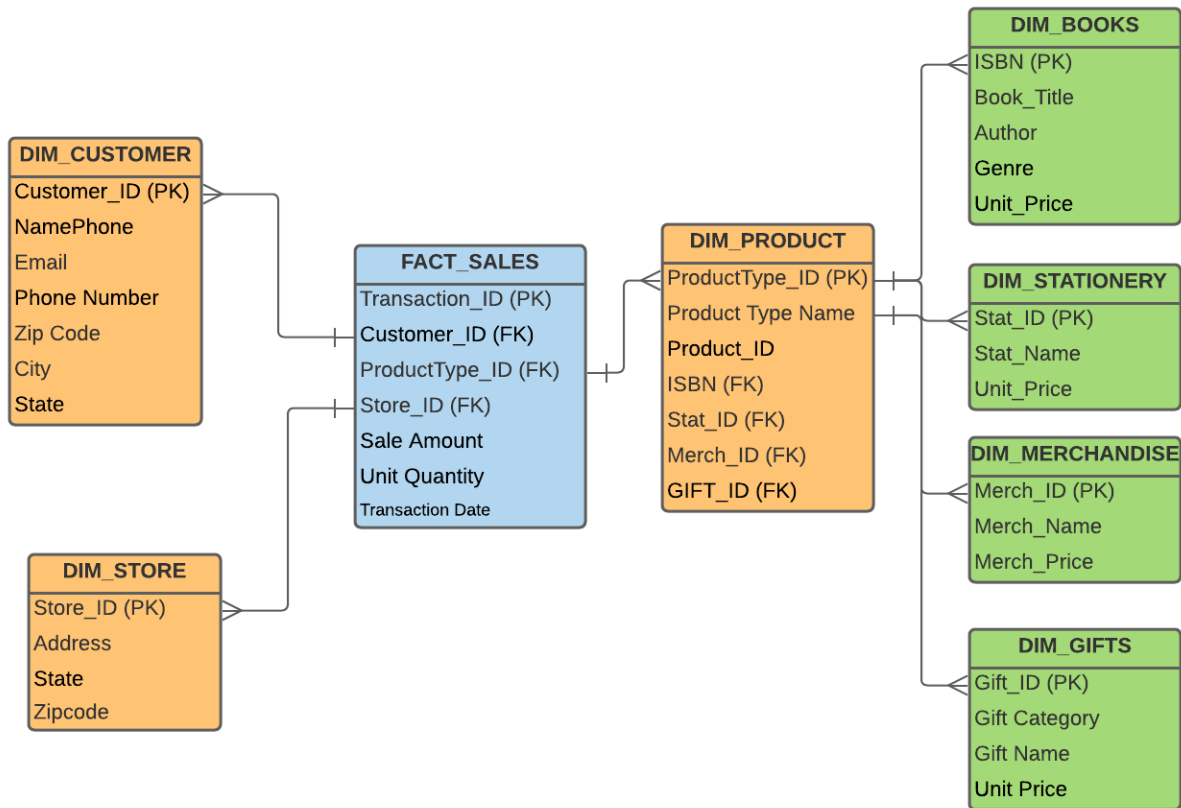 DIM_CUSTOMER
Customer_ID (PK)
NamePhone
Email
Phone Number
Zip Code
City
State
DIM_STORE
Store_ID (PK)
Address
State
Zipcode
FACT_SALES
Transaction_ID (PK)
Customer_ID (FK)
ProductType_ID (FK)
Store_ID (FK)
Sale Amount
Unit Quantity
Transaction Date
DIM_PRODUCT
ProductType_ID (PK)
Product Type Name
Product_ID
ISBN (FK)
Stat_ID (FK)
Merch_ID (FK)
GIFT_ID (FK)
DIM_BOOKS
ISBN (PK)
Book_Title
Author
Genre
Unit_Price
DIM_STATIONERY
Stat_ID (PK)
Stat_Name
Unit_Price
DIM_MERCHANDISE
Merch_ID (PK)
Merch_Name
Merch_Price
DIM_GIFTS
Gift_ID (PK)
Gift Category
Gift Name
Unit Price